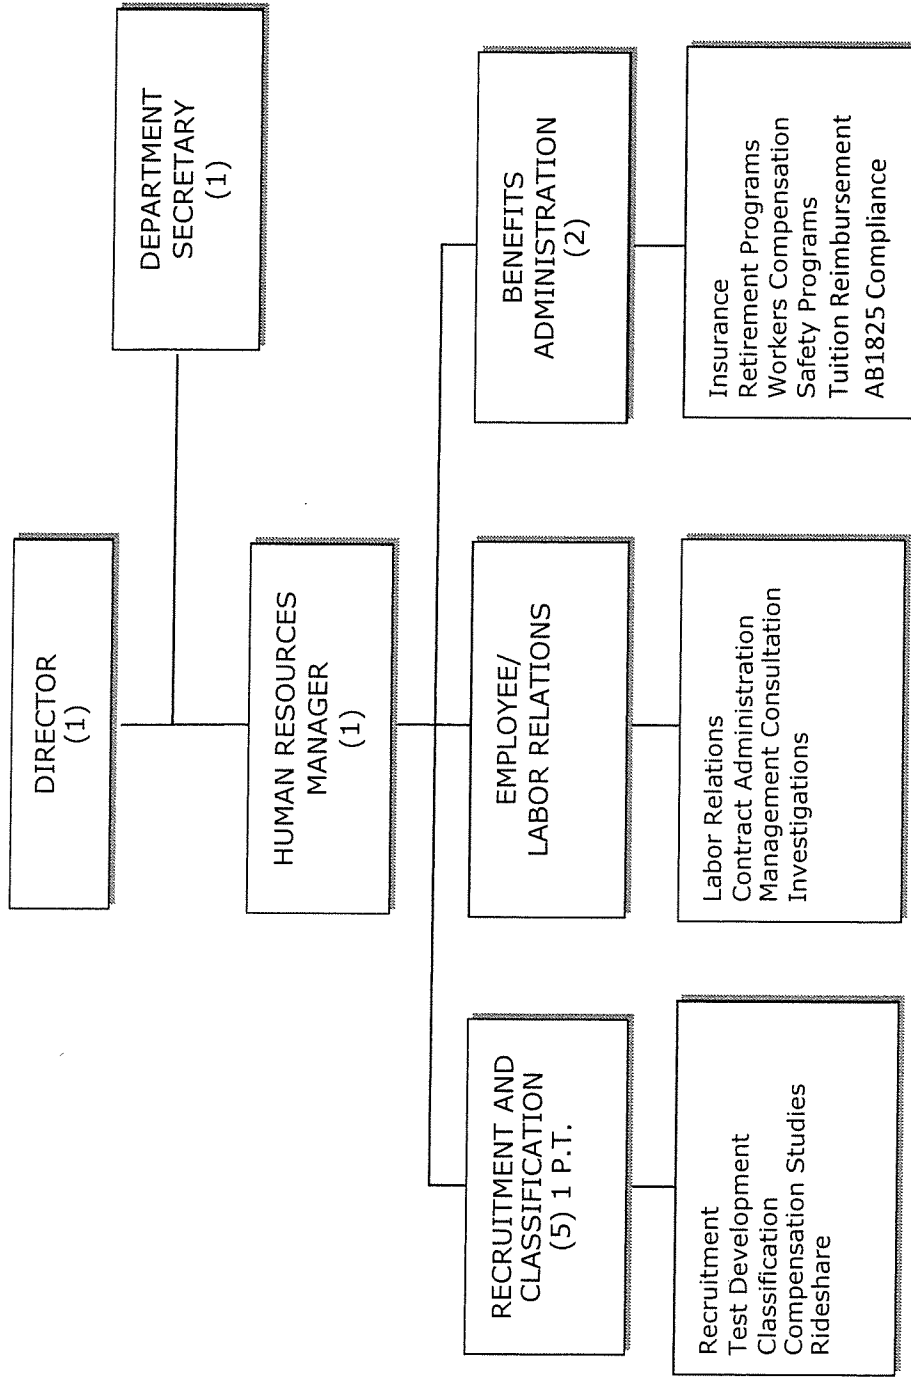 DIRECTOR
(1)
DEPARTMENT
SECRETARY
(1)
HUMAN RESOURCES
MANAGER
(1)
RECRUITMENT AND
CLASSIFICATION
(5) 1 P.T.
EMPLOYEE/
LABOR RELATIONS
BENEFITS
ADMINISTRATION
(2)
Recruitment
Test Development
Classification
Compensation Studies
Rideshare
Labor Relations
Contract Administration
Management Consultation
Investigations
Insurance
Retirement Programs
Workers Compensation
Safety Programs
Tuition Reimbursement
AB1825 Compliance